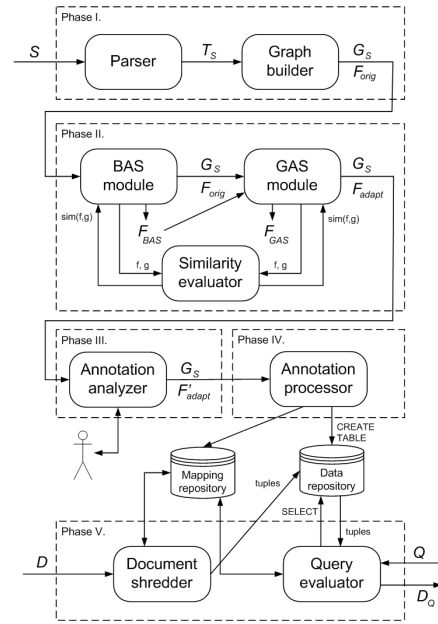 Phase I.
S
Parser
T_S
Graph
builder
G_S
F_orig
Phase II.
BAS
module
G_S
F_orig
GAS
module
G_S
F_adapt
sim(f,g)
F_BAS
F_GAS
sim(f,g)
f, g
Similarity
evaluator
f, g
Phase III.
Annotation
analyzer
G_S
F'_adapt
Phase IV.
Annotation
processor
CREATE
TABLE
Mapping
repository
tuples
Data
repository
SELECT
tuples
Phase V.
D
Document
shredder
Query
evaluator
Q
D_Q